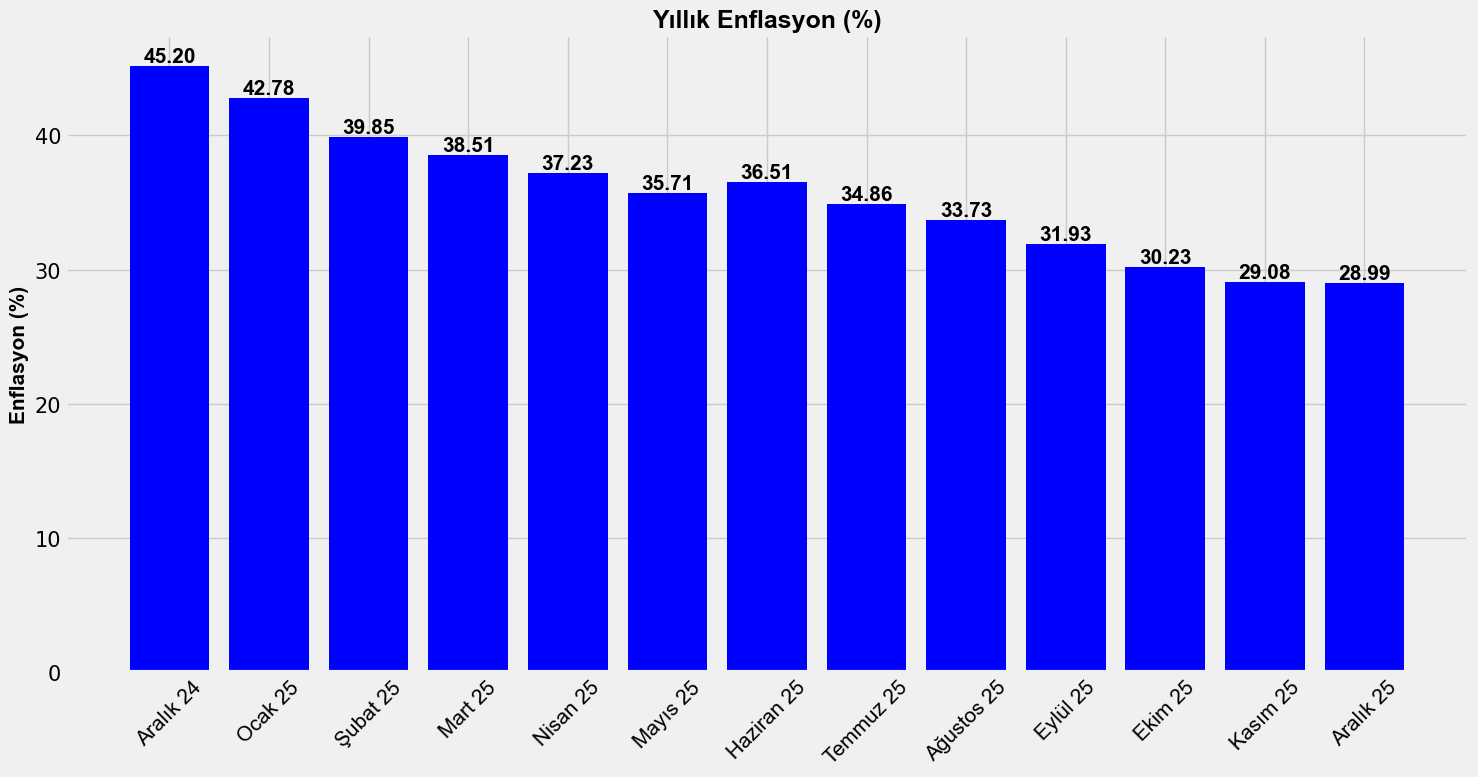 Yıllık Enflasyon (%)
45.20
42.78
39.85
38.51
37.23
35.71
36.51
34.86
33.73
31.93
30.23
29.08
28.99
Enflasyon (%)
40
30
20
10
0
Aralık 24
Ocak 25
Şubat 25
Mart 25
Nisan 25
Mayıs 25
Haziran 25
Temmuz 25
Ağustos 25
Eylül 25
Ekim 25
Kasım 25
Aralık 25